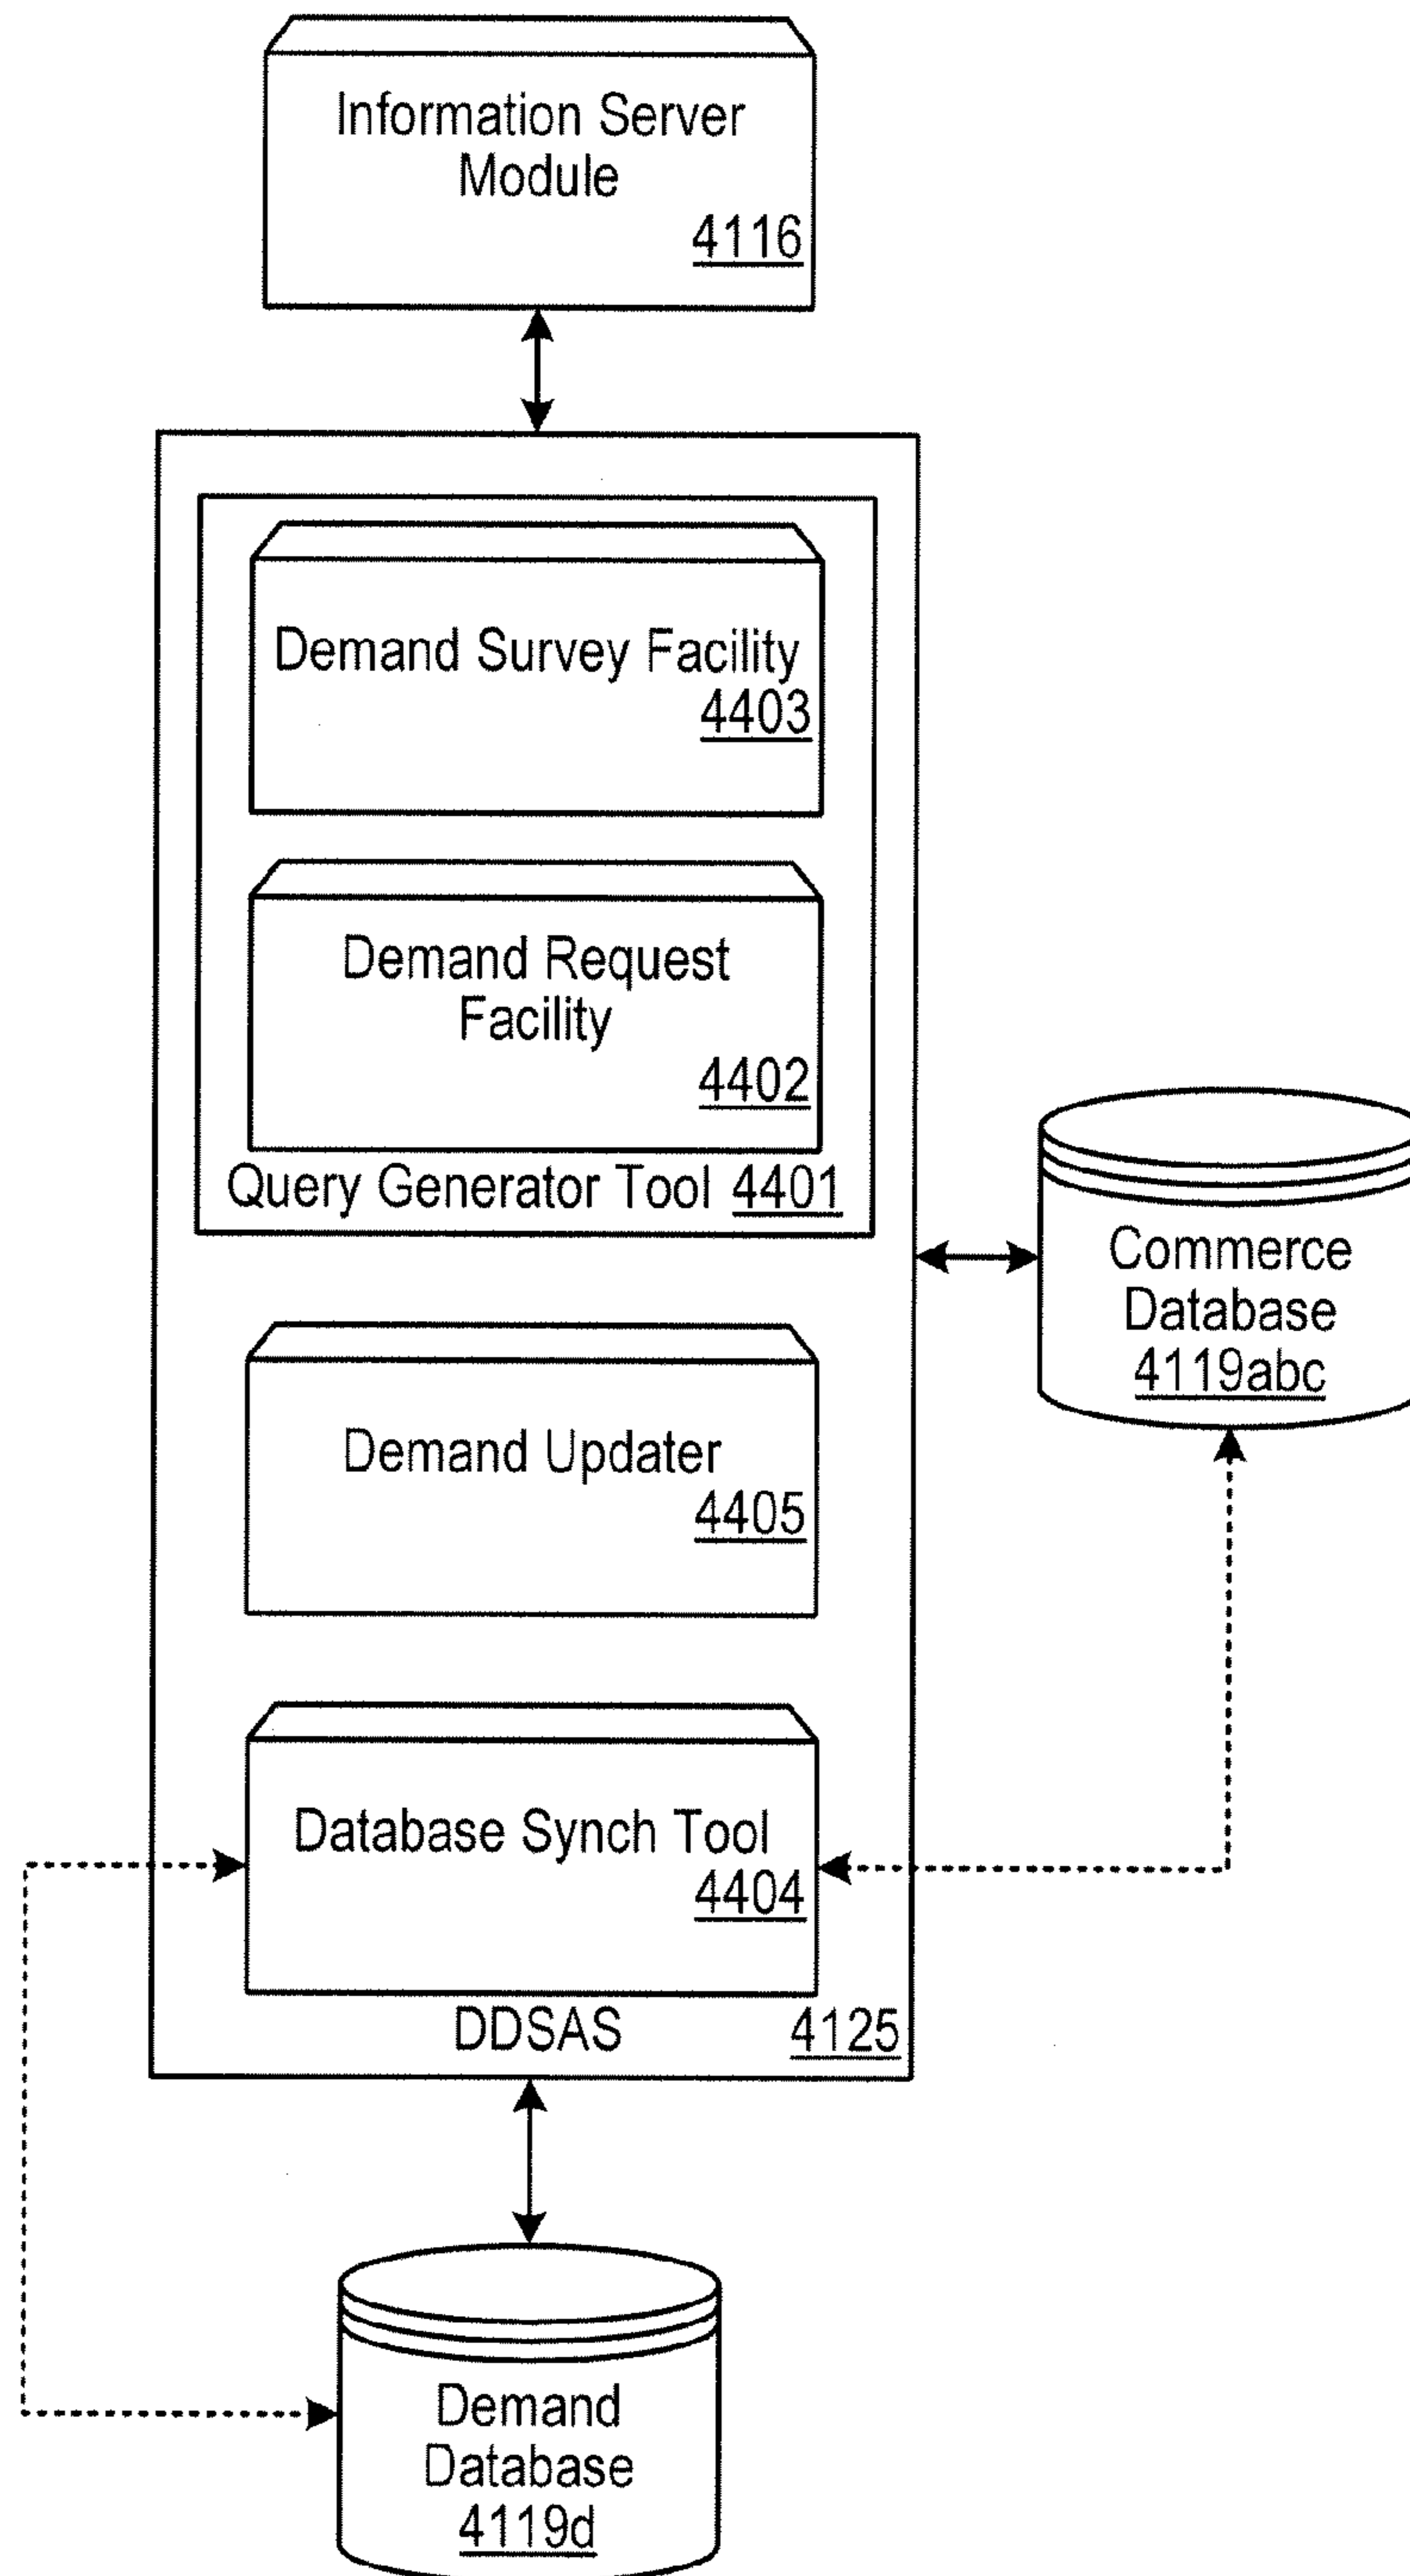 Information Server
Module
4116
Demand Survey Facility
4403
Demand Request
Facility
4402
Query Generator Tool 4401
Commerce
Database
4119abc
Demand Updater
4405
Database Synch Tool
4404
DDSAS 4125
Demand
Database
4119d